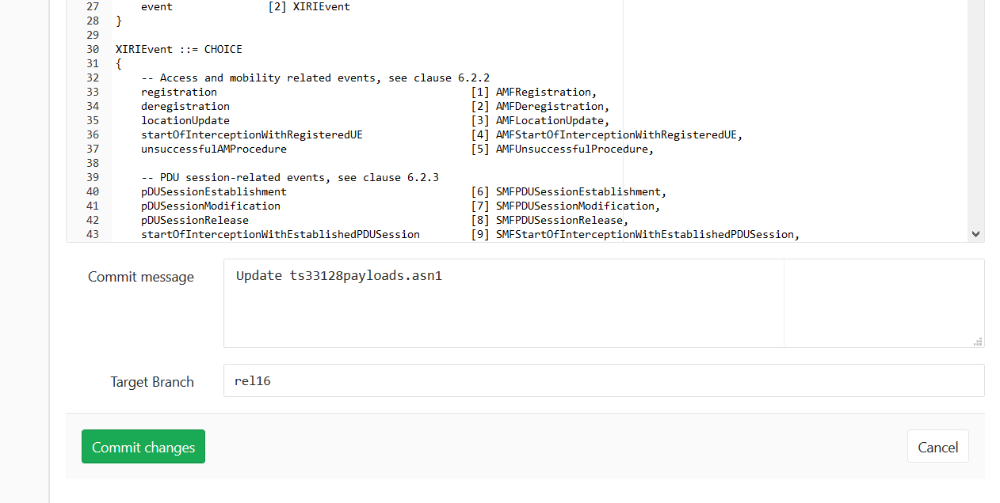 27 event [2] XIRIEvent
28 }
29
30 XIRIEvent ::= CHOICE
31 {
32 -- Access and mobility related events, see clause 6.2.2
33 registration [1] AMFRegistration,
34 deregistration [2] AMFDeregistration,
35 locationUpdate [3] AMFLocationUpdate,
36 startOfInterceptionWithRegisteredUE [4] AMFStartOfInterceptionWithRegisteredUE,
37 unsuccessfulAMProcedure [5] AMFUnsuccessfulProcedure,
38
39 -- PDU session-related events, see clause 6.2.3
40 pDUSessionEstablishment [6] SMFPDUSessionEstablishment,
41 pDUSessionModification [7] SMFPDUSessionModification,
42 pDUSessionRelease [8] SMFPDUSessionRelease,
43 startOfInterceptionWithEstablishedPDUSession [9] SMFStartOfInterceptionWithEstablishedPDUSession,
Commit message Update ts33128payloads.asn1
Target Branch rel16
Commit changes Cancel